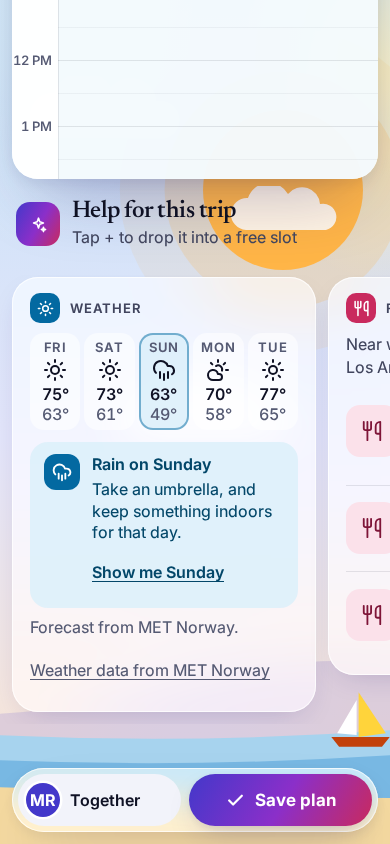 12 PM
1 PM
Help for this trip
Tap + to drop it into a free slot
WEATHER
FRI SAT SUN MON TUE
75° 73° 63° 70° 77°
63° 61° 49° 58° 65°
Rain on Sunday
Take an umbrella, and
keep something indoors
for that day.
Show me Sunday
Forecast from MET Norway.
Weather data from MET Norway
Near
Los
MR Together
Save plan